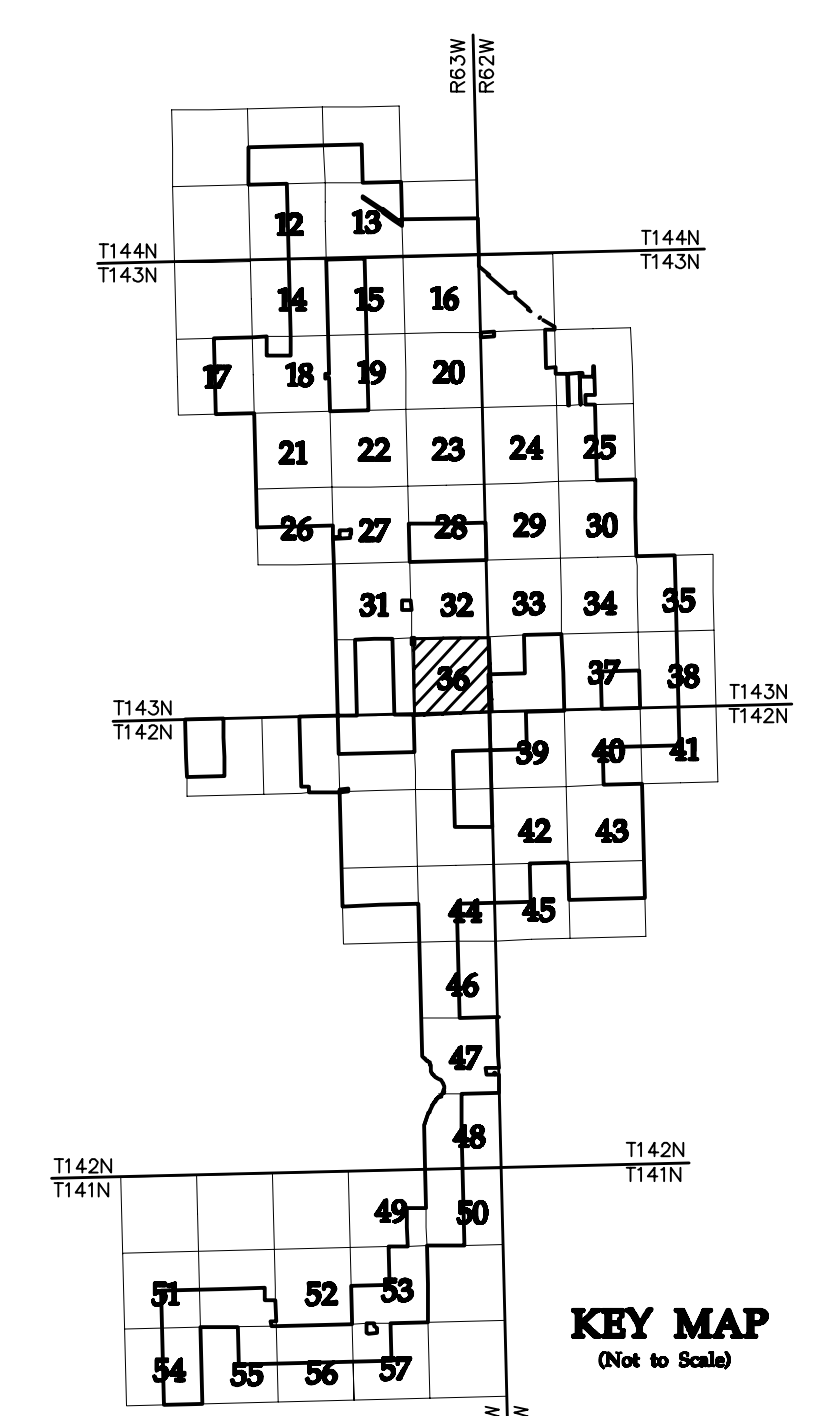 R63W
R62W
12 13
T144N T144N
T143N T143N
14 15 16
17 18 19 20
21 22 23 24 25
26 27 28 29 30
31 32 33 34 35
36 37 38
T143N T143N
T142N T142N
39 40 41
42 43
44 45
46
47
48
T142N T142N
T141N T141N
49 50
51 52 53
KEY MAP
(Not to Scale)
54 55 56 57